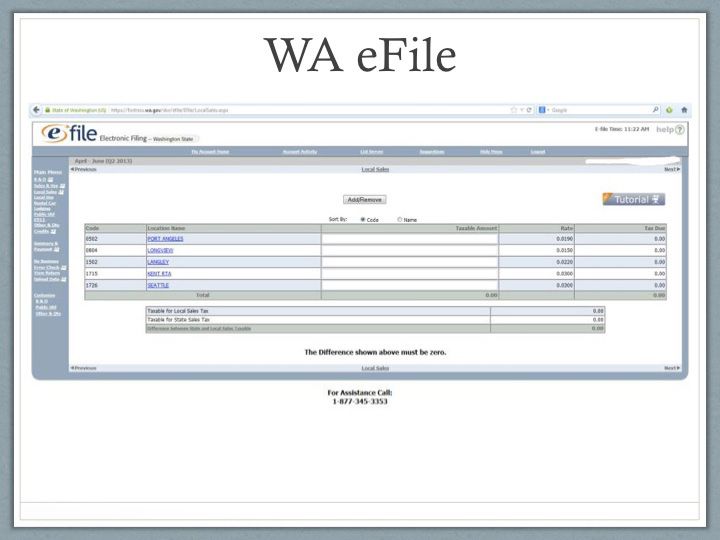 WA eFile
State of Washington (US) https://fortress.wa.gov/dor/efile/Efile/LocalSales.aspx
Google
efile Electronic Filing -- Washington State
E-file Time: 11:22 AM help?
My Account Home Account Activity List Server Suggestions Help Menu Logout
April - June (Q2 2013)
Main Menu
B & O
Sales & Use
Local Sales
Local Use
Rental Car
Lodging
Public Util
E911
Other & Dts
Credits
Summary &
Payment
No Business
Error Check
View Return
Upload Data
Customize
B & O
Public Util
Other & Dts
Previous Local Sales Next
Add/Remove
Tutorial
Sort By: Code Name
Code Location Name Taxable Amount Rate Tax Due
0502 PORT ANGELES 0.0190 0.00
0804 LONGVIEW 0.0150 0.00
1502 LANGLEY 0.0220 0.00
1715 KENT RTA 0.0300 0.00
1726 SEATTLE 0.0300 0.00
Total 0.00 0.00
Taxable for Local Sales Tax 0.00
Taxable for State Sales Tax 0.00
Difference between State and Local Sales Taxable 0.00
The Difference shown above must be zero.
Previous Local Sales Next
For Assistance Call:
1-877-345-3353